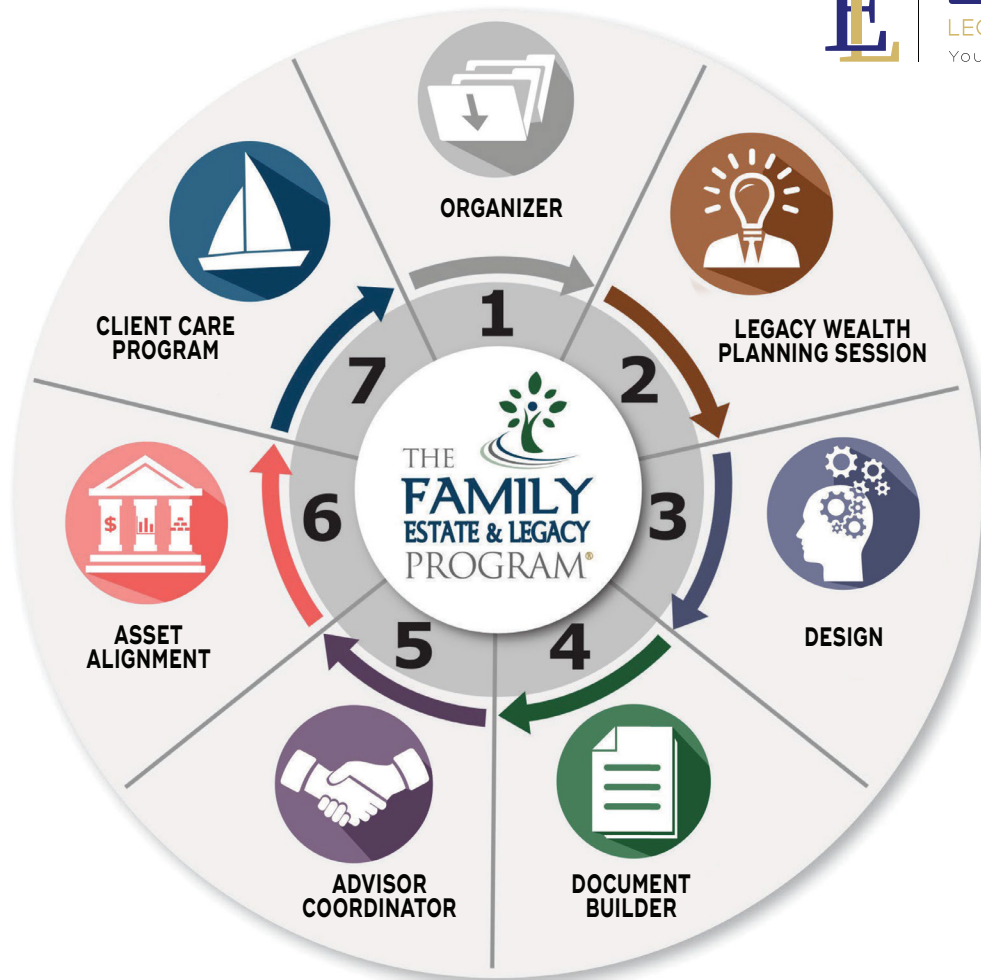 ORGANIZER
1
LEGACY WEALTH
PLANNING SESSION
2
DESIGN
3
DOCUMENT
BUILDER
4
ADVISOR
COORDINATOR
5
ASSET
ALIGNMENT
$
6
CLIENT CARE
PROGRAM
7
THE
FAMILY
ESTATE & LEGACY
PROGRAM®
EL